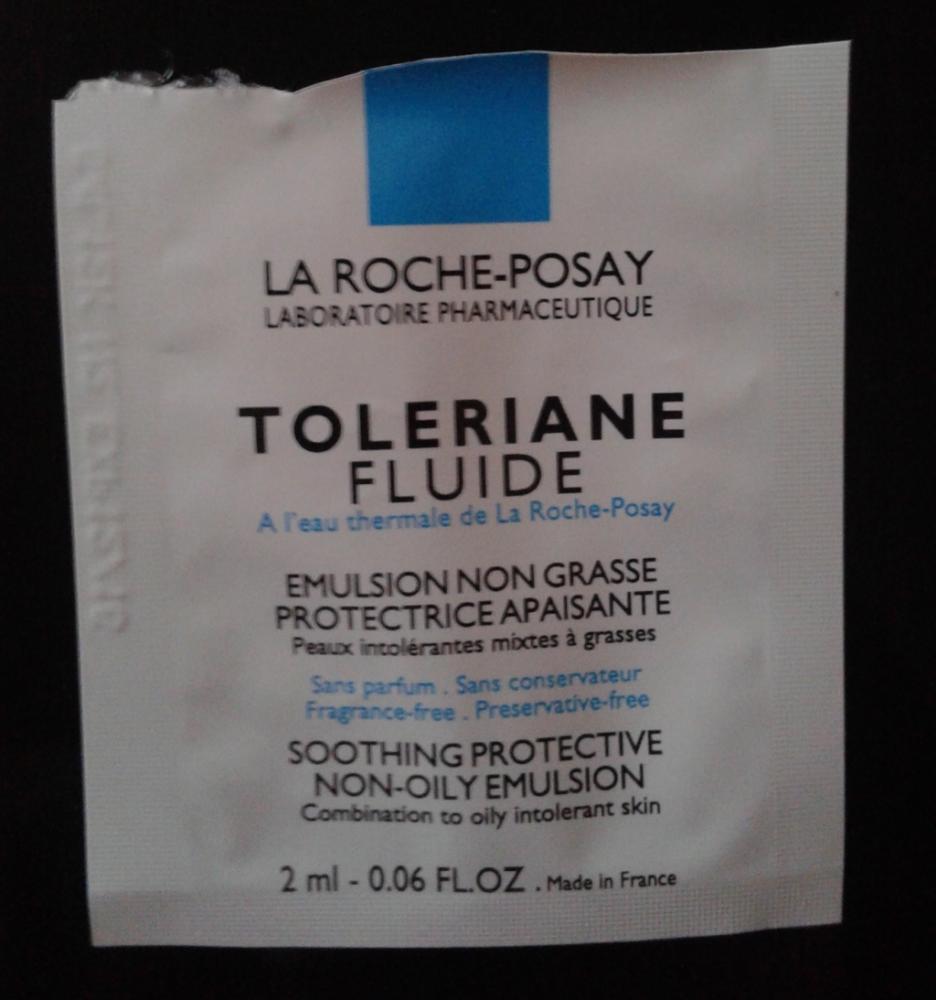 LA ROCHE-POSAY
LABORATOIRE PHARMACEUTIQUE
TOLERIANE
FLUIDE
A l'eau thermale de La Roche-Posay
EMULSION NON GRASSE
PROTECTRICE APAISANTE
Peaux intolérantes mixtes à grasses
Sans parfum . Sans conservateur
Fragrance-free . Preservative-free
SOOTHING PROTECTIVE
NON-OILY EMULSION
Combination to oily intolerant skin
2 ml - 0.06 FL.OZ . Made in France